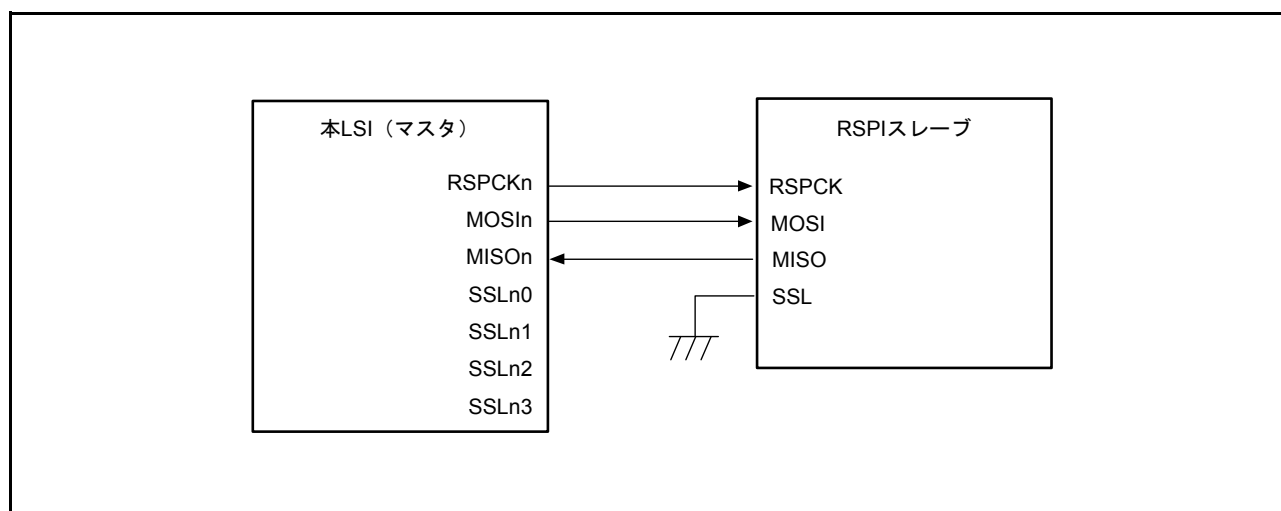 本LSI（マスタ）
RSPCKn
MOSIn
MISOn
SSLn0
SSLn1
SSLn2
SSLn3
RSPIスレーブ
RSPCK
MOSI
MISO
SSL